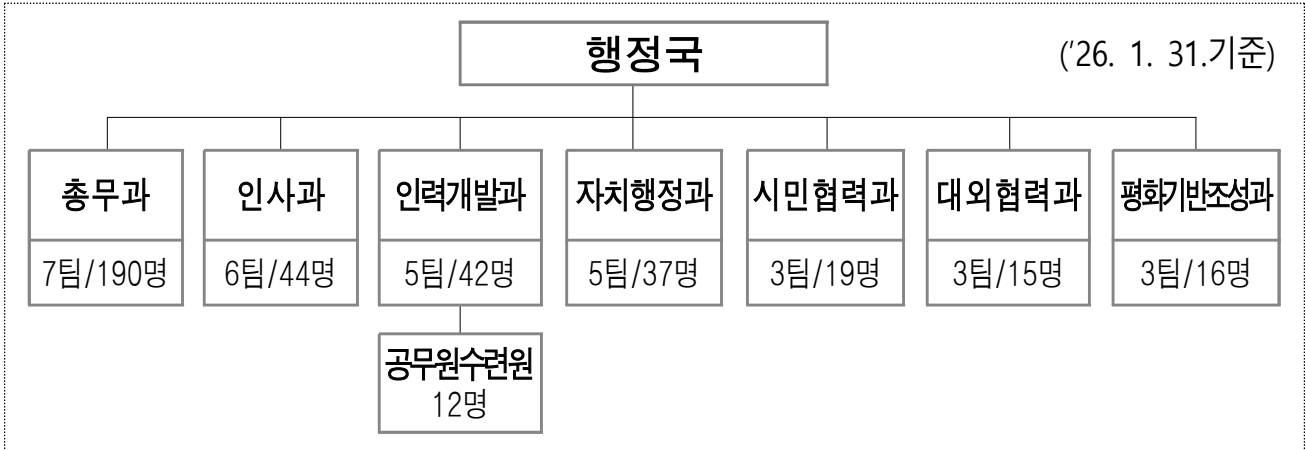 행정국
(’26. 1. 31.기준)
총무과 인사과 인력개발과 자치행정과 시민협력과 대외협력과 평화기반조성과
7팀/190명 6팀/44명 5팀/42명 5팀/37명 3팀/19명 3팀/15명 3팀/16명
공무원수련원
12명